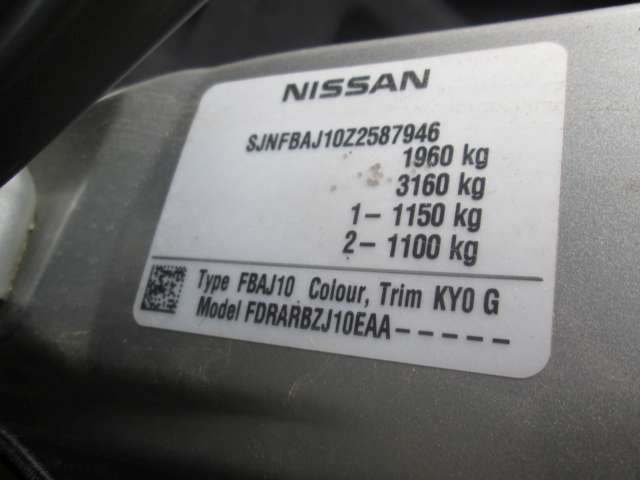 NISSAN
SJNFBAJ10Z2587946
1960 kg
3160 kg
1– 1150 kg
2– 1100 kg
Type FBAJ10 Colour, Trim KY0 G
Model FDRARBZJ10EAA–––––